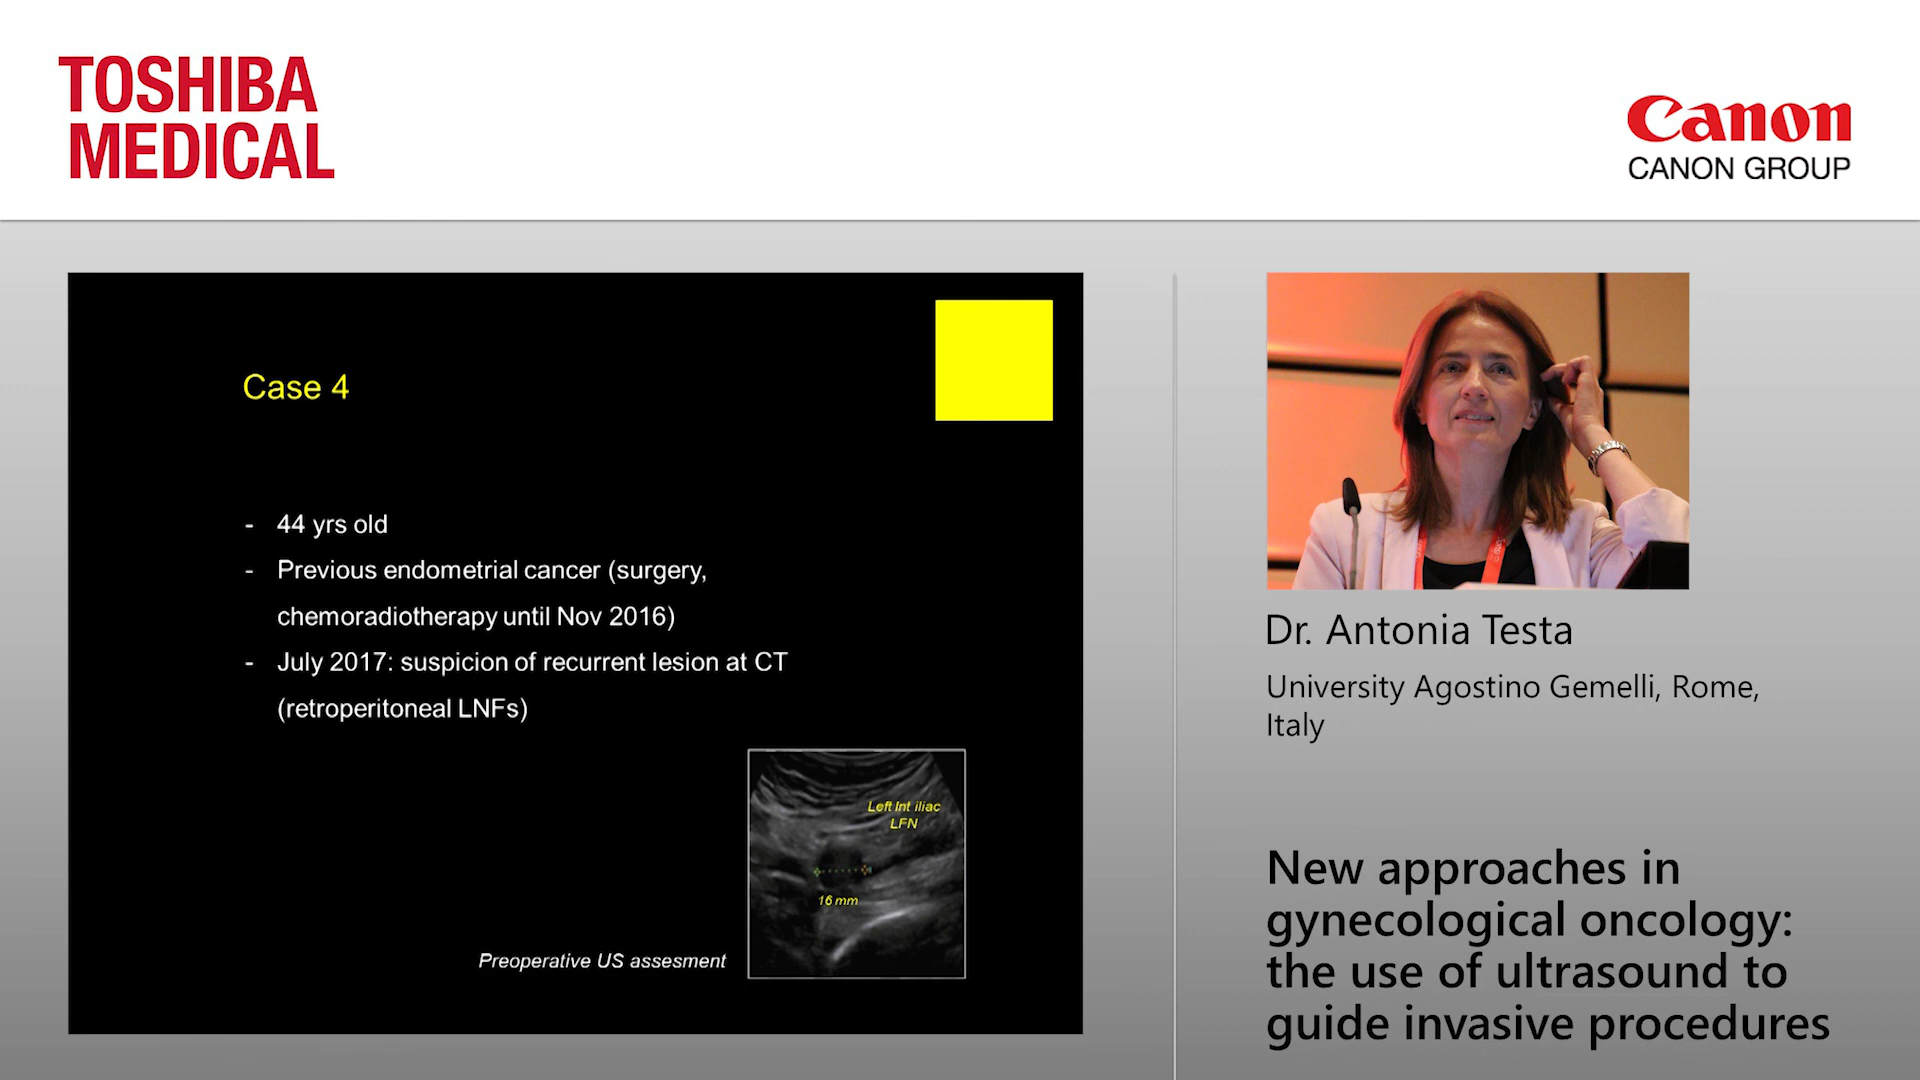 TOSHIBA
MEDICAL
Canon
CANON GROUP
Case 4
- 44 yrs old
- Previous endometrial cancer (surgery,
chemoradiotherapy until Nov 2016)
- July 2017: suspicion of recurrent lesion at CT
(retroperitoneal LNFs)
Left Int iliac
LFN
16 mm
Preoperative US assesment
Dr. Antonia Testa
University Agostino Gemelli, Rome,
Italy
New approaches in
gynecological oncology:
the use of ultrasound to
guide invasive procedures